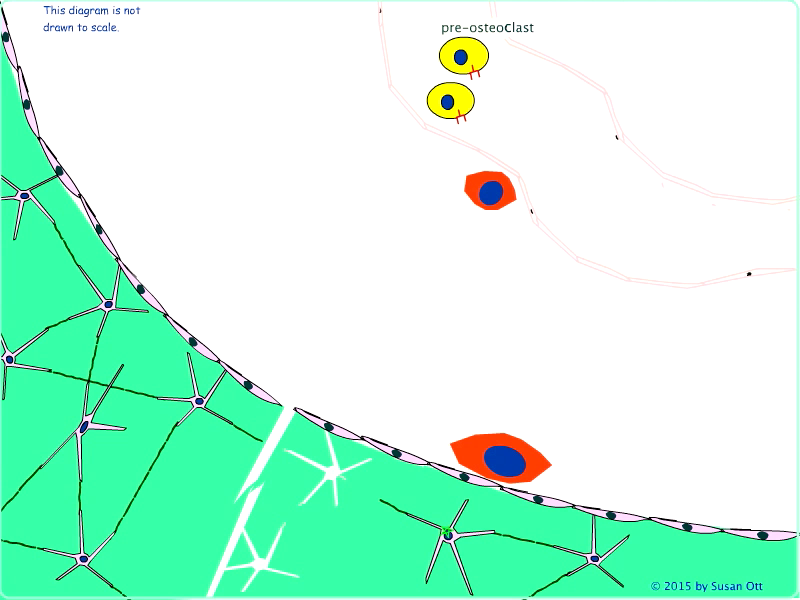 This diagram is not
drawn to scale.
pre-osteoclast
© 2015 by Susan Ott